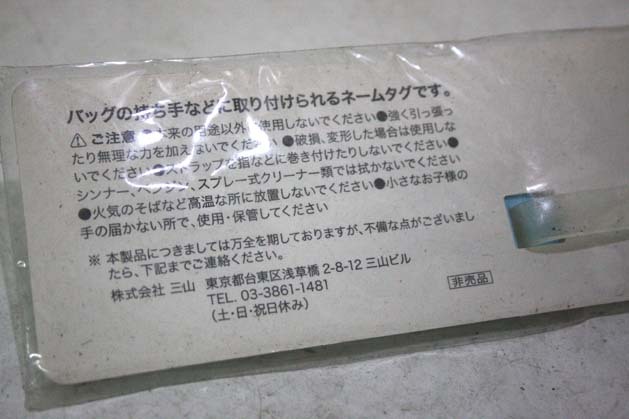 バッグの持ち手などに取り付けられるネームタグです。
⚠ ご注意 ●本来の用途以外に使用しないでください●強く引っ張っ
たり無理な力を加えないでください●破損、変形した場合は使用しな
いでください●ストラップを指などに巻き付けたりしないでください●
シンナー、ベンジン、スプレー式クリーナー類では拭かないでください
●火気のそばなど高温な所に放置しないでください●小さなお子様の
手の届かない所で、使用・保管してください
※ 本製品につきましては万全を期しておりますが、不備な点がございまし
たら、下記までご連絡ください。
株式会社 三山 東京都台東区浅草橋 2-8-12 三山ビル
TEL. 03-3861-1481
(土・日・祝日休み)
非売品